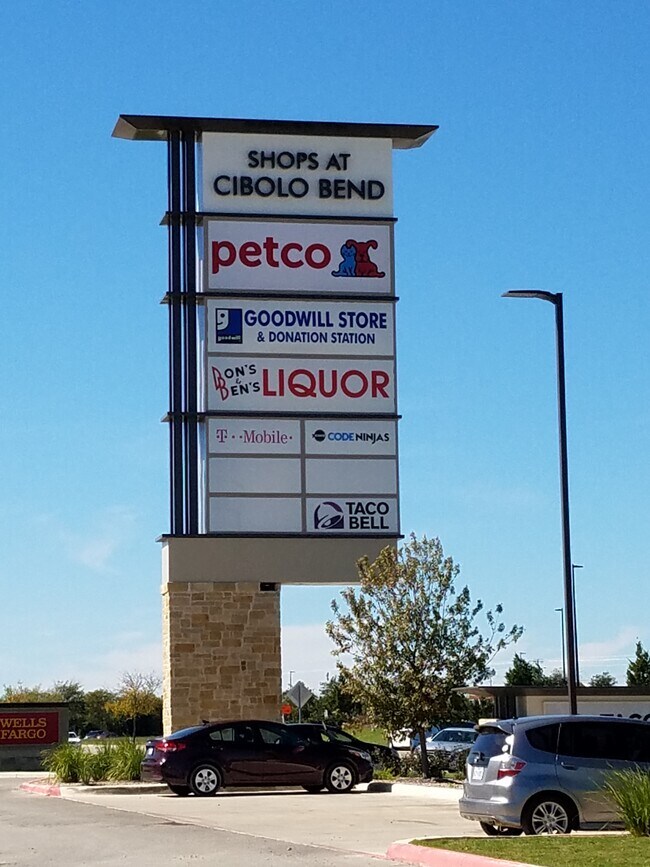 SHOPS AT
CIBOLO BEND
petco
goodwill
GOODWILL STORE
& DONATION STATION
DON'S
&
BEN'S
LIQUOR
T··Mobile·
CODE NINJAS
TACO
BELL
WELLS
FARGO